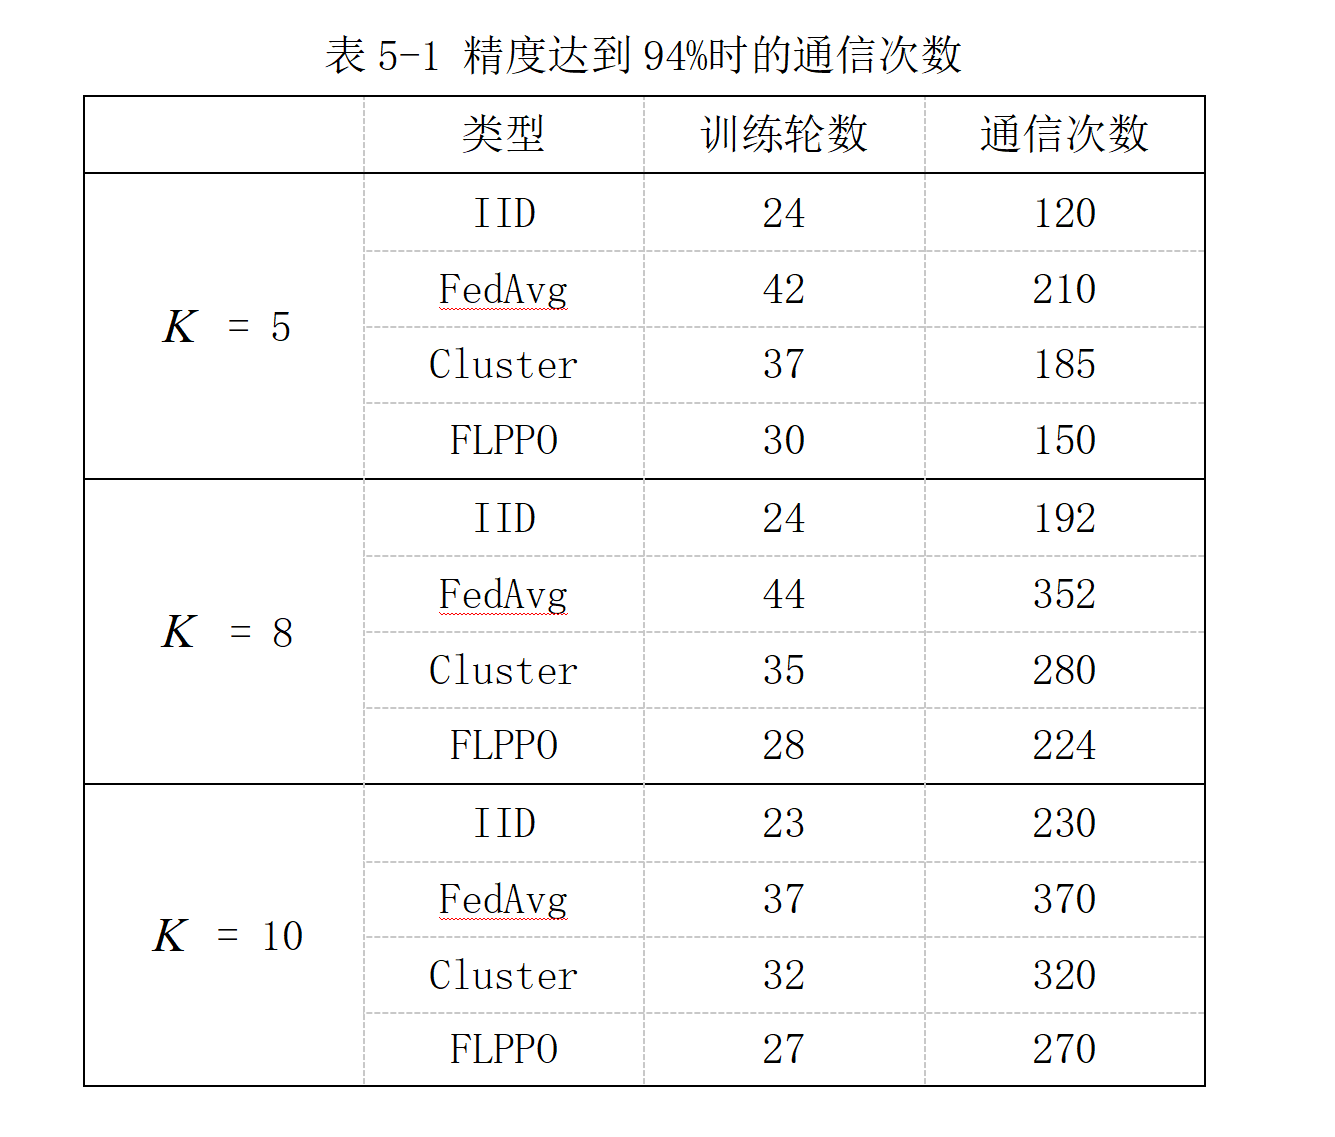 表 5-1 精度达到 94%时的通信次数
类型 训练轮数 通信次数
K = 5
IID 24 120
FedAvg 42 210
Cluster 37 185
FLPPO 30 150
K = 8
IID 24 192
FedAvg 44 352
Cluster 35 280
FLPPO 28 224
K = 10
IID 23 230
FedAvg 37 370
Cluster 32 320
FLPPO 27 270